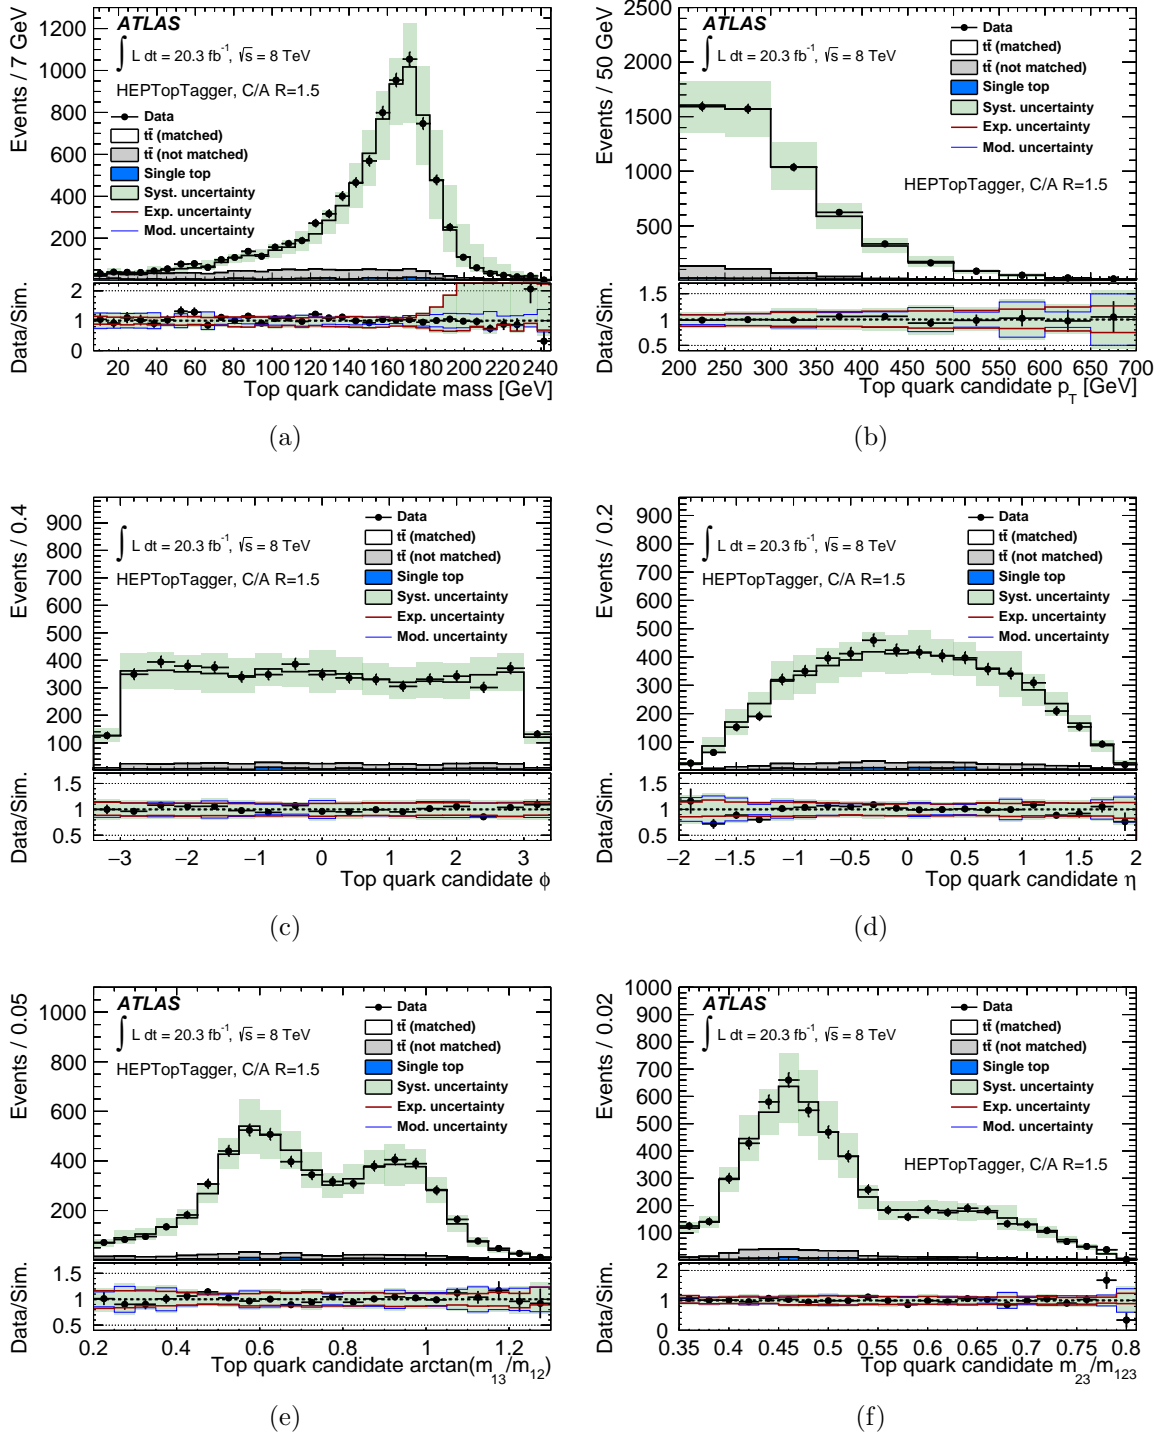 ATLAS
∫ L dt = 20.3 fb⁻¹, √s = 8 TeV
HEPTopTagger, C/A R=1.5
Data
tt̄ (matched)
tt̄ (not matched)
Single top
Syst. uncertainty
Exp. uncertainty
Mod. uncertainty
Events / 7 GeV
1200
1000
800
600
400
200
Data/Sim.
2
1
0
20 40 60 80 100 120 140 160 180 200 220 240
Top quark candidate mass [GeV]
(a)
ATLAS
∫ L dt = 20.3 fb⁻¹, √s = 8 TeV
Data
tt̄ (matched)
tt̄ (not matched)
Single top
Syst. uncertainty
Exp. uncertainty
Mod. uncertainty
HEPTopTagger, C/A R=1.5
Events / 50 GeV
2500
2000
1500
1000
500
Data/Sim.
1.5
1
0.5
200 250 300 350 400 450 500 550 600 650 700
Top quark candidate p_T [GeV]
(b)
∫ L dt = 20.3 fb⁻¹, √s = 8 TeV
HEPTopTagger, C/A R=1.5
Data
tt̄ (matched)
tt̄ (not matched)
Single top
Syst. uncertainty
Exp. uncertainty
Mod. uncertainty
Events / 0.4
900
800
700
600
500
400
300
200
100
Data/Sim.
1.5
1
0.5
−3 −2 −1 0 1 2 3
Top quark candidate ϕ
(c)
∫ L dt = 20.3 fb⁻¹, √s = 8 TeV
HEPTopTagger, C/A R=1.5
Data
tt̄ (matched)
tt̄ (not matched)
Single top
Syst. uncertainty
Exp. uncertainty
Mod. uncertainty
Events / 0.2
900
800
700
600
500
400
300
200
100
Data/Sim.
1.5
1
0.5
−2 −1.5 −1 −0.5 0 0.5 1 1.5 2
Top quark candidate η
(d)
ATLAS
∫ L dt = 20.3 fb⁻¹, √s = 8 TeV
HEPTopTagger, C/A R=1.5
Data
tt̄ (matched)
tt̄ (not matched)
Single top
Syst. uncertainty
Exp. uncertainty
Mod. uncertainty
Events / 0.05
1000
800
600
400
200
Data/Sim.
1.5
1
0.5
0.2 0.4 0.6 0.8 1 1.2
Top quark candidate arctan(m_13/m_12)
(e)
ATLAS
∫ L dt = 20.3 fb⁻¹, √s = 8 TeV
Data
tt̄ (matched)
tt̄ (not matched)
Single top
Syst. uncertainty
Exp. uncertainty
Mod. uncertainty
HEPTopTagger, C/A R=1.5
Events / 0.02
1000
900
800
700
600
500
400
300
200
100
Data/Sim.
2
1
0
0.35 0.4 0.45 0.5 0.55 0.6 0.65 0.7 0.75 0.8
Top quark candidate m_23/m_123
(f)